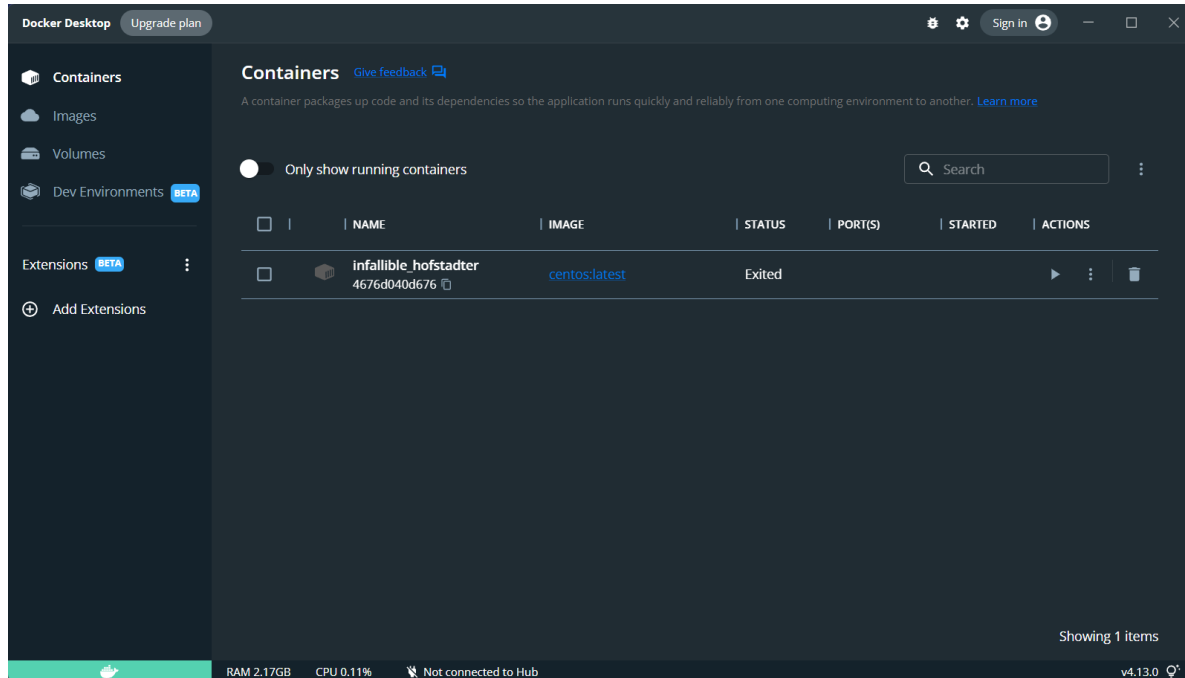 Docker Desktop Upgrade plan Sign in
Containers
Images
Volumes
Dev Environments BETA
Extensions BETA
Add Extensions
Containers Give feedback
A container packages up code and its dependencies so the application runs quickly and reliably from one computing environment to another. Learn more
Only show running containers Search
NAME IMAGE STATUS PORT(S) STARTED ACTIONS
infallible_hofstadter centos:latest Exited
4676d040d676
Showing 1 items
RAM 2.17GB CPU 0.11% Not connected to Hub v4.13.0